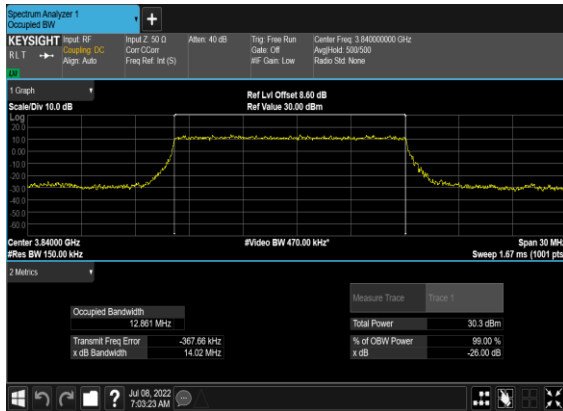 Spectrum Analyzer 1
Occupied BW
+
KEYSIGHT
RLT
LXI
Input: RF
Coupling: DC
Align: Auto
Input Z: 50 Ω
Corr CCorr
Freq Ref: Int (S)
Atten: 40 dB
Trig: Free Run
Gate: Off
#IF Gain: Low
Center Freq: 3.840000000 GHz
Avg|Hold: 500/500
Radio Std: None
1 Graph
Scale/Div 10.0 dB
Ref Lvl Offset 8.60 dB
Ref Value 30.00 dBm
Log
20.0
10.0
0.00
-10.0
-20.0
-30.0
-40.0
-50.0
-60.0
Center 3.84000 GHz
#Res BW 150.00 kHz
#Video BW 470.00 kHz*
Span 30 MHz
Sweep 1.67 ms (1001 pts
2 Metrics
Measure Trace Trace 1
Occupied Bandwidth
12.861 MHz
Total Power 30.3 dBm
Transmit Freq Error -367.66 kHz
% of OBW Power 99.00 %
x dB Bandwidth 14.02 MHz
x dB -26.00 dB
?
Jul 08, 2022
7:03:23 AM